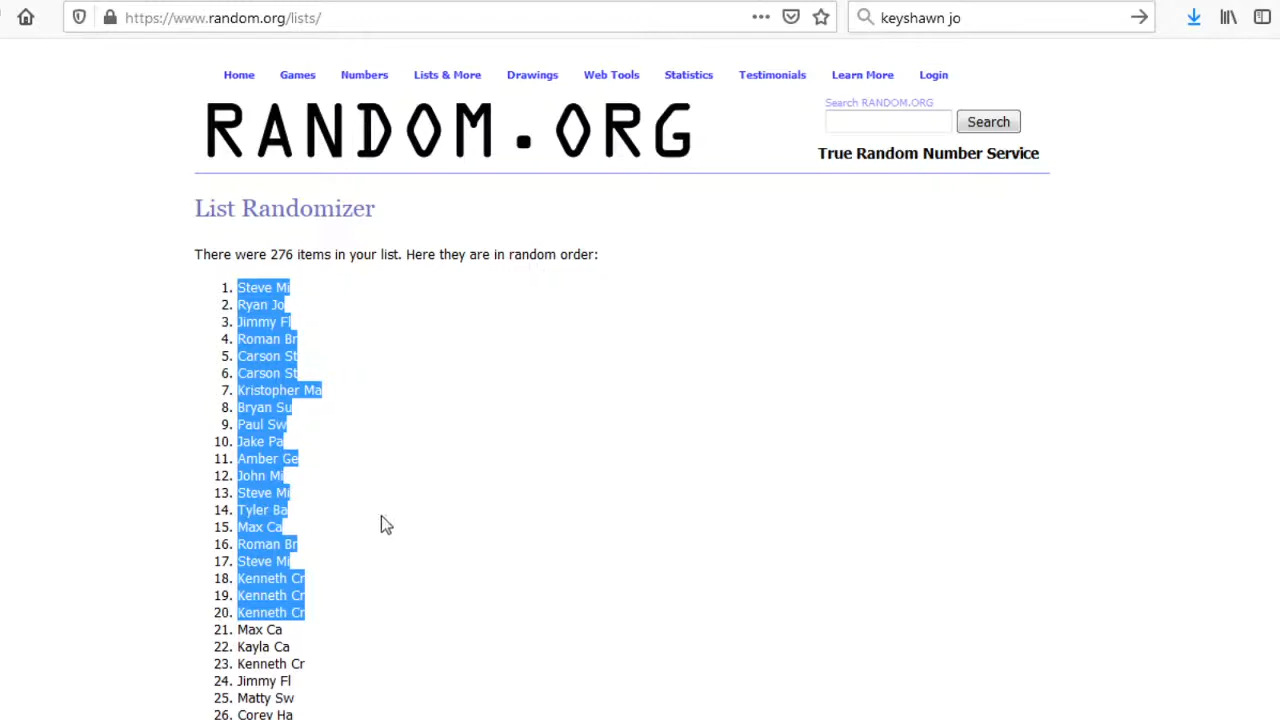 https://www.random.org/lists/
keyshawn jo
Home Games Numbers Lists & More Drawings Web Tools Statistics Testimonials Learn More Login
RANDOM.ORG
Search RANDOM.ORG
Search
True Random Number Service
List Randomizer
There were 276 items in your list. Here they are in random order:
1. Steve Mi
2. Ryan Jo
3. Jimmy Fl
4. Roman Br
5. Carson St
6. Carson St
7. Kristopher Ma
8. Bryan Su
9. Paul Sw
10. Jake Pa
11. Amber Ge
12. John Mi
13. Steve Mi
14. Tyler Ba
15. Max Ca
16. Roman Br
17. Steve Mi
18. Kenneth Cr
19. Kenneth Cr
20. Kenneth Cr
21. Max Ca
22. Kayla Ca
23. Kenneth Cr
24. Jimmy Fl
25. Matty Sw
26. Corey Ha